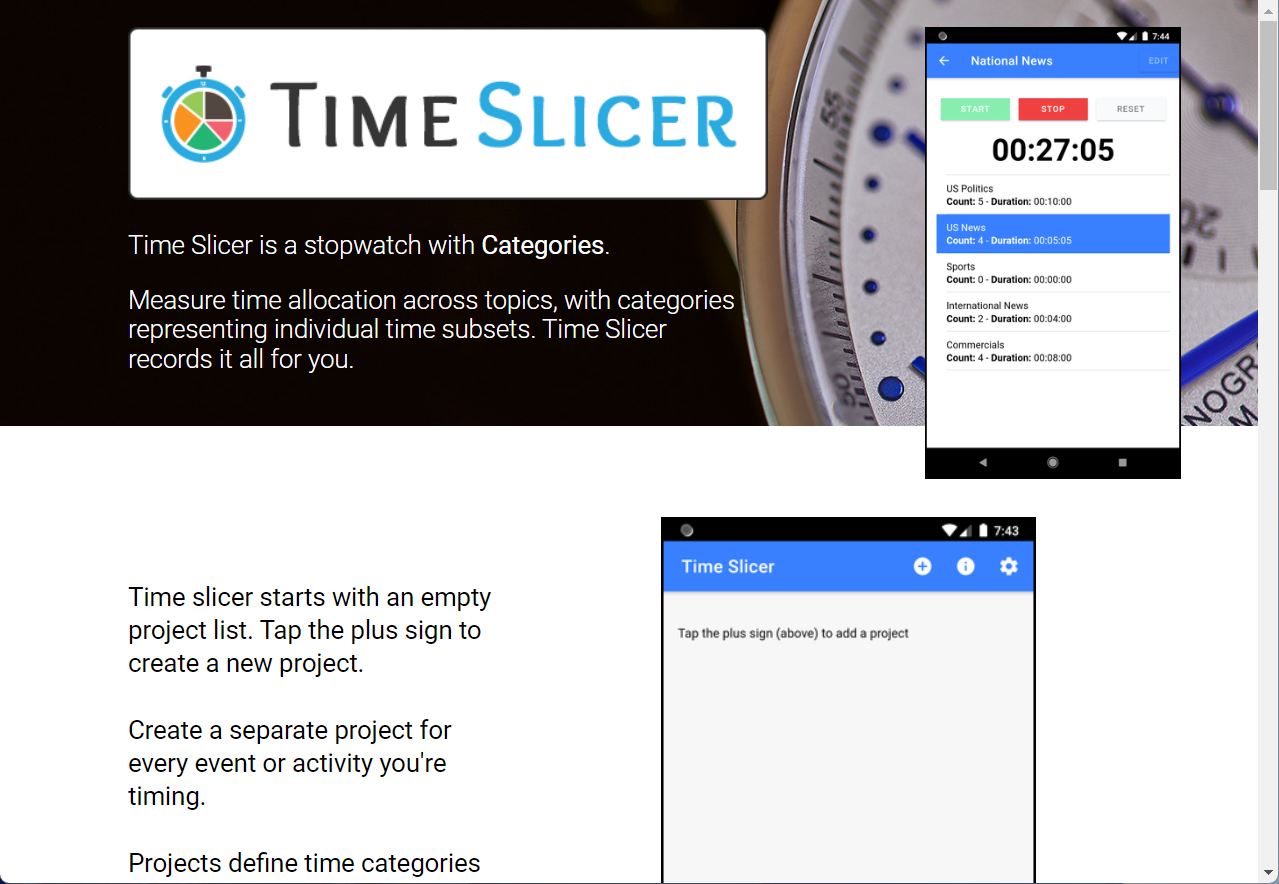 TIME SLICER
Time Slicer is a stopwatch with Categories.
Measure time allocation across topics, with categories
representing individual time subsets. Time Slicer
records it all for you.
7:44
National News
EDIT
START STOP RESET
00:27:05
US Politics
Count: 5 - Duration: 00:10:00
US News
Count: 4 - Duration: 00:05:05
Sports
Count: 0 - Duration: 00:00:00
International News
Count: 2 - Duration: 00:04:00
Commercials
Count: 4 - Duration: 00:08:00
55
50
25
NOGR
M
Time slicer starts with an empty
project list. Tap the plus sign to
create a new project.
Create a separate project for
every event or activity you're
timing.
Projects define time categories
7:43
Time Slicer
Tap the plus sign (above) to add a project